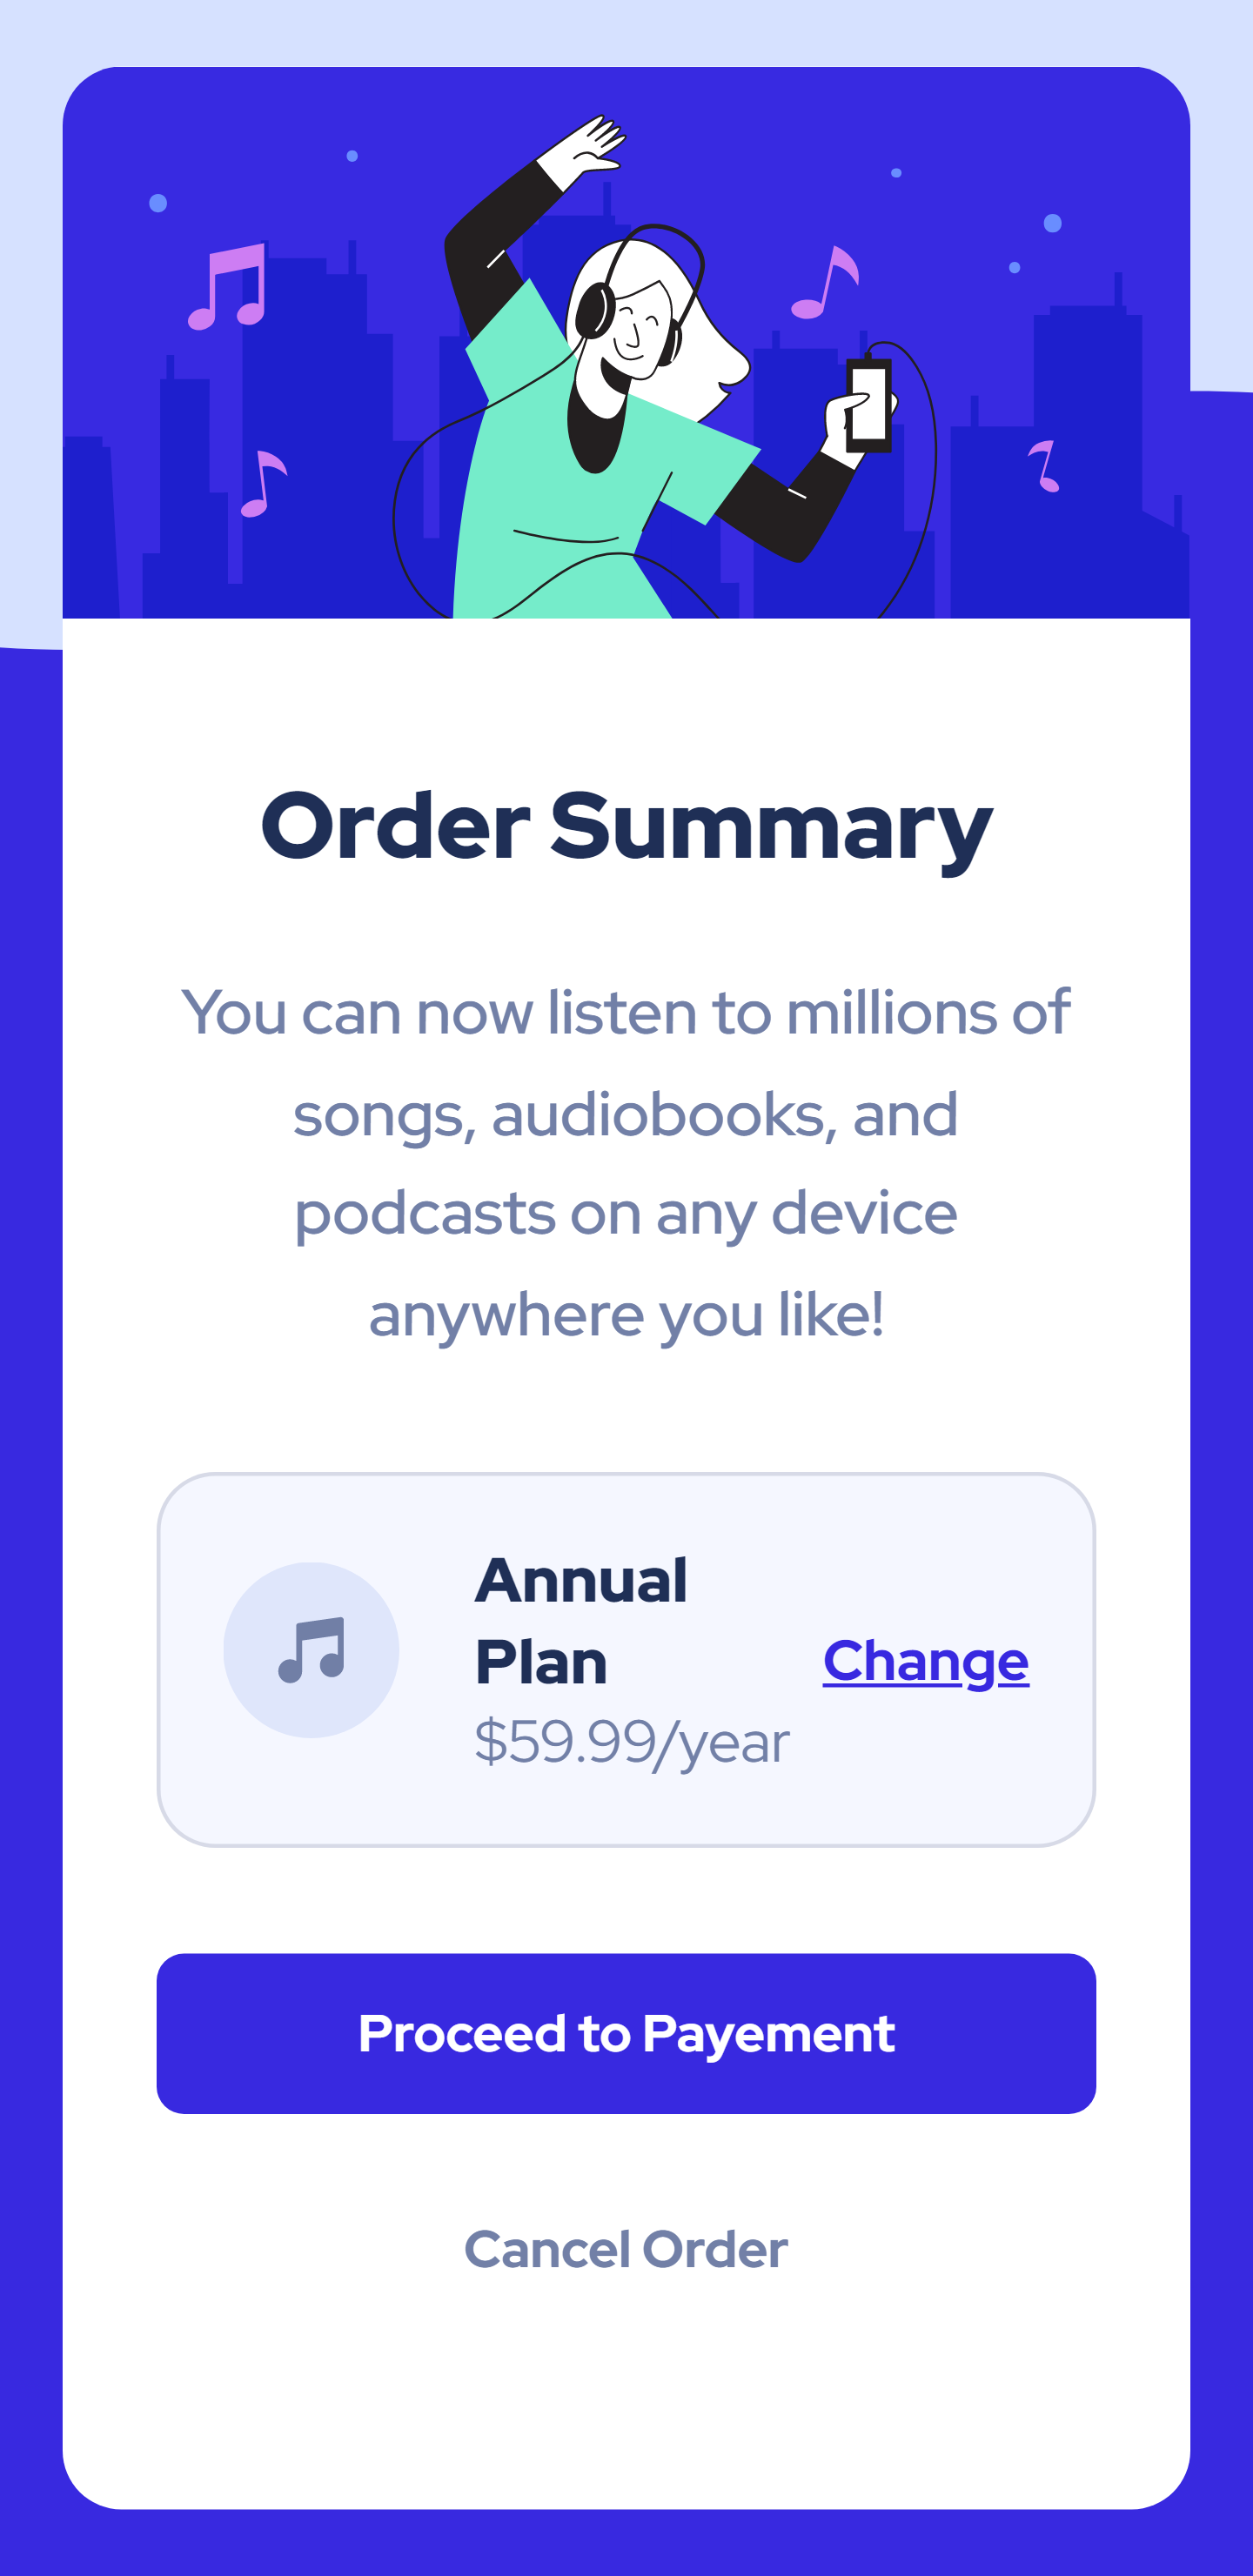 Order Summary
You can now listen to millions of
songs, audiobooks, and
podcasts on any device
anywhere you like!
Annual
Plan
$59.99/year
Change
Proceed to Payement
Cancel Order